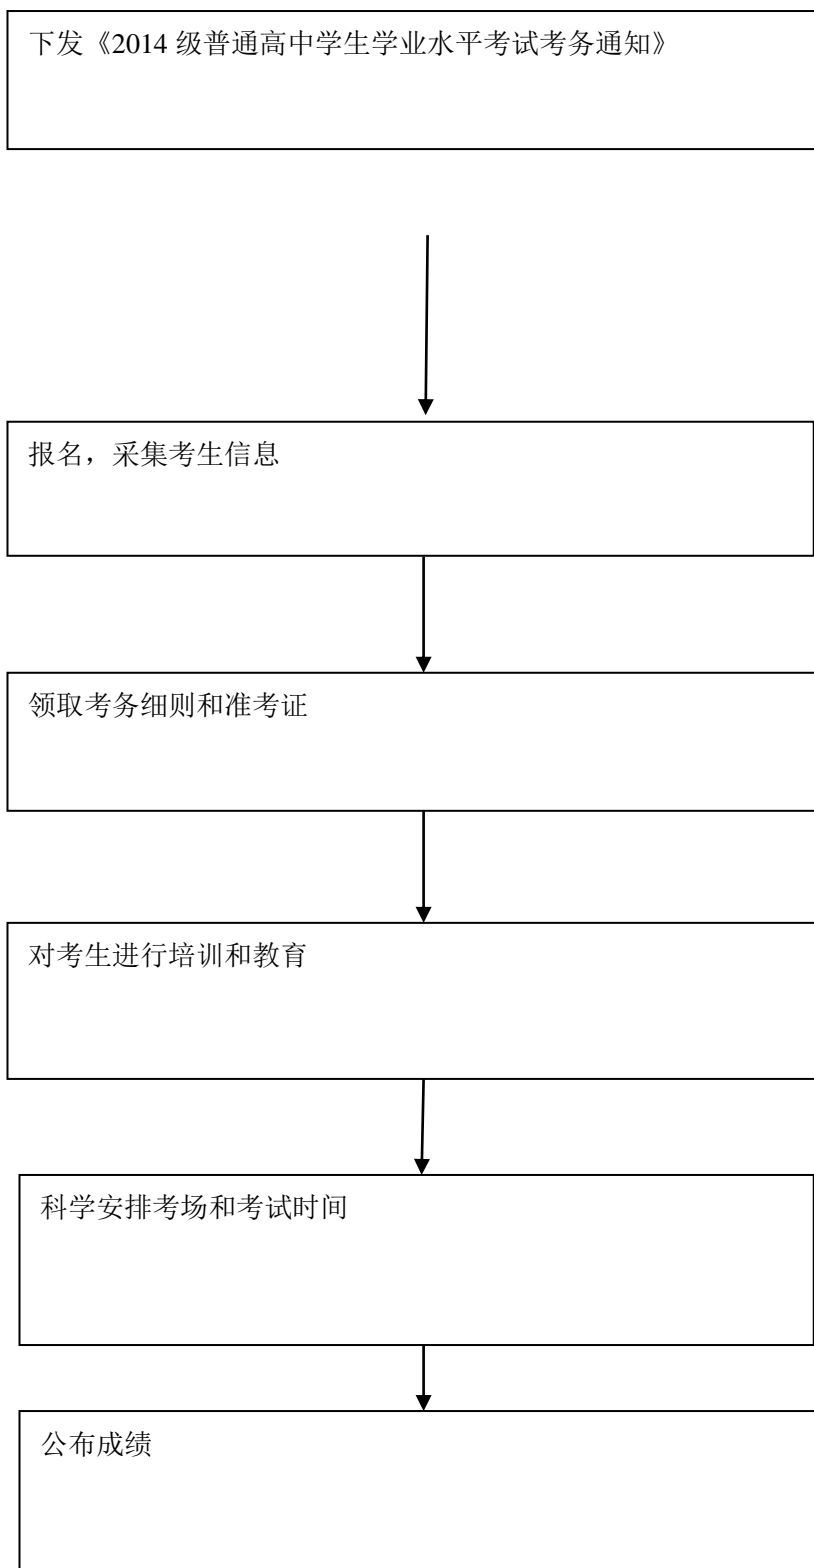 下发《2014 级普通高中学生学业水平考试考务通知》
报名，采集考生信息
领取考务细则和准考证
对考生进行培训和教育
科学安排考场和考试时间
公布成绩